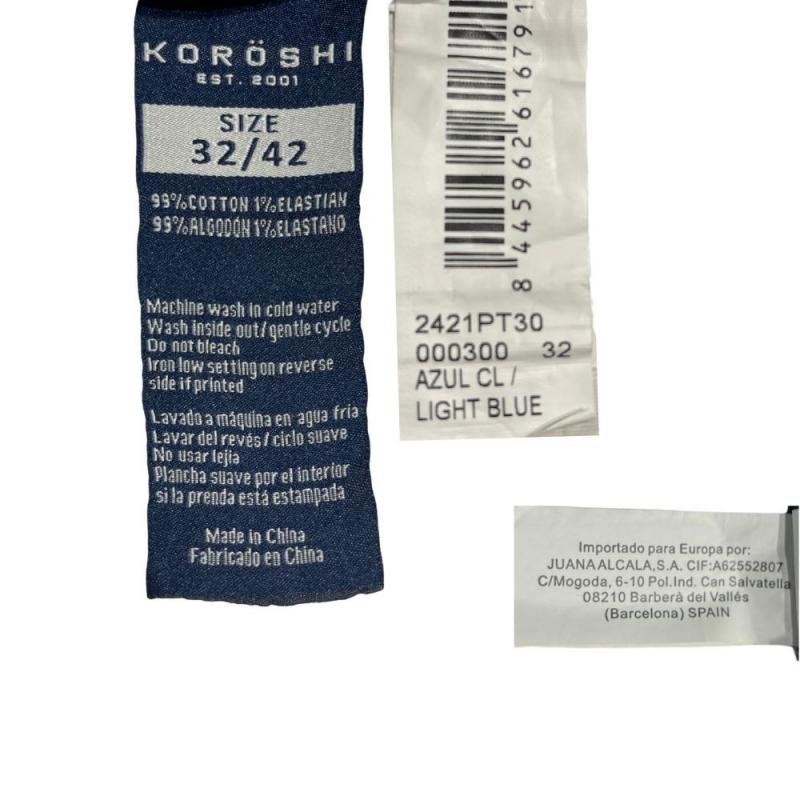 KORÖSHI
EST. 2001
SIZE
32/42
99%COTTON 1%ELASTIAN
99%ALGODÓN 1%ELASTANO
Machine wash in cold water
Wash inside out/gentle cycle
Do not bleach
Iron low setting on reverse
side if printed
Lavado a máquina en agua fria
Lavar del revés / ciclo suave
No usar lejia
Plancha suave por el interior
si la prenda está estampada
Made in China
Fabricado en China
8 445962 616791
2421PT30
000300 32
AZUL CL /
LIGHT BLUE
Importado para Europa por:
JUANA ALCALA, S.A. CIF:A62552807
C/Mogoda, 6-10 Pol.Ind. Can Salvatella
08210 Barberà del Vallés
(Barcelona) SPAIN